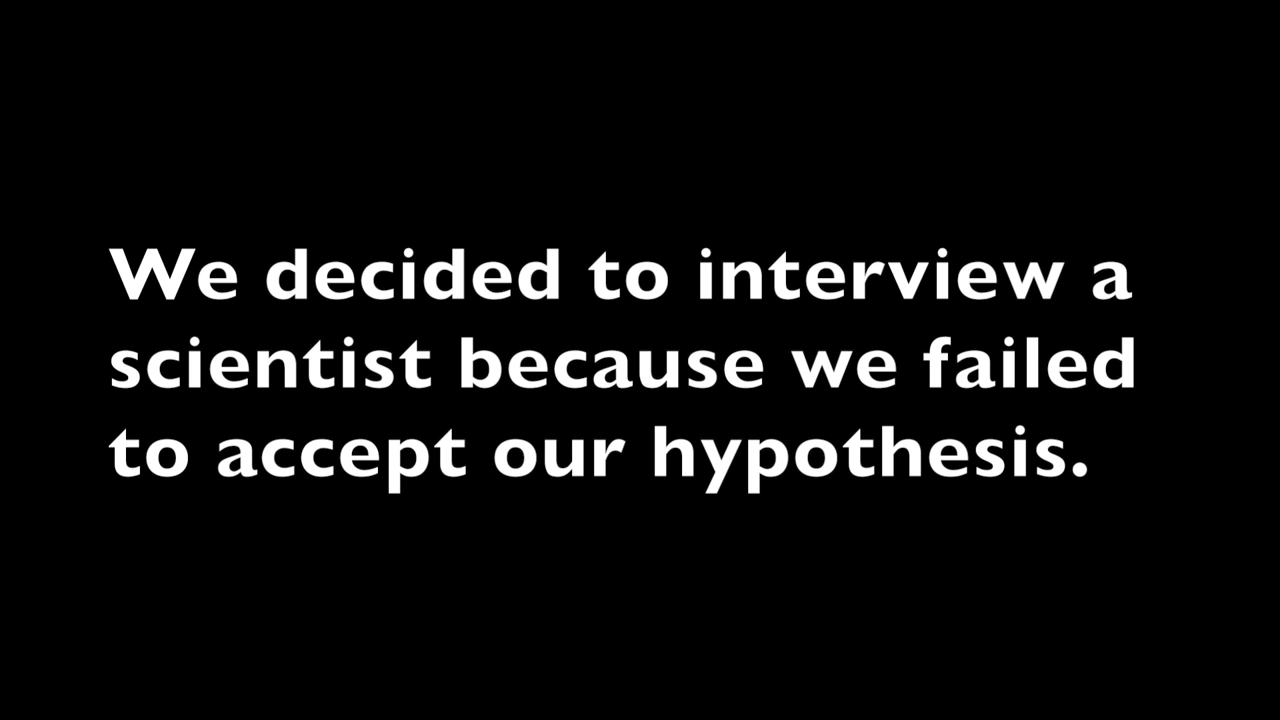 We decided to interview a
scientist because we failed
to accept our hypothesis.